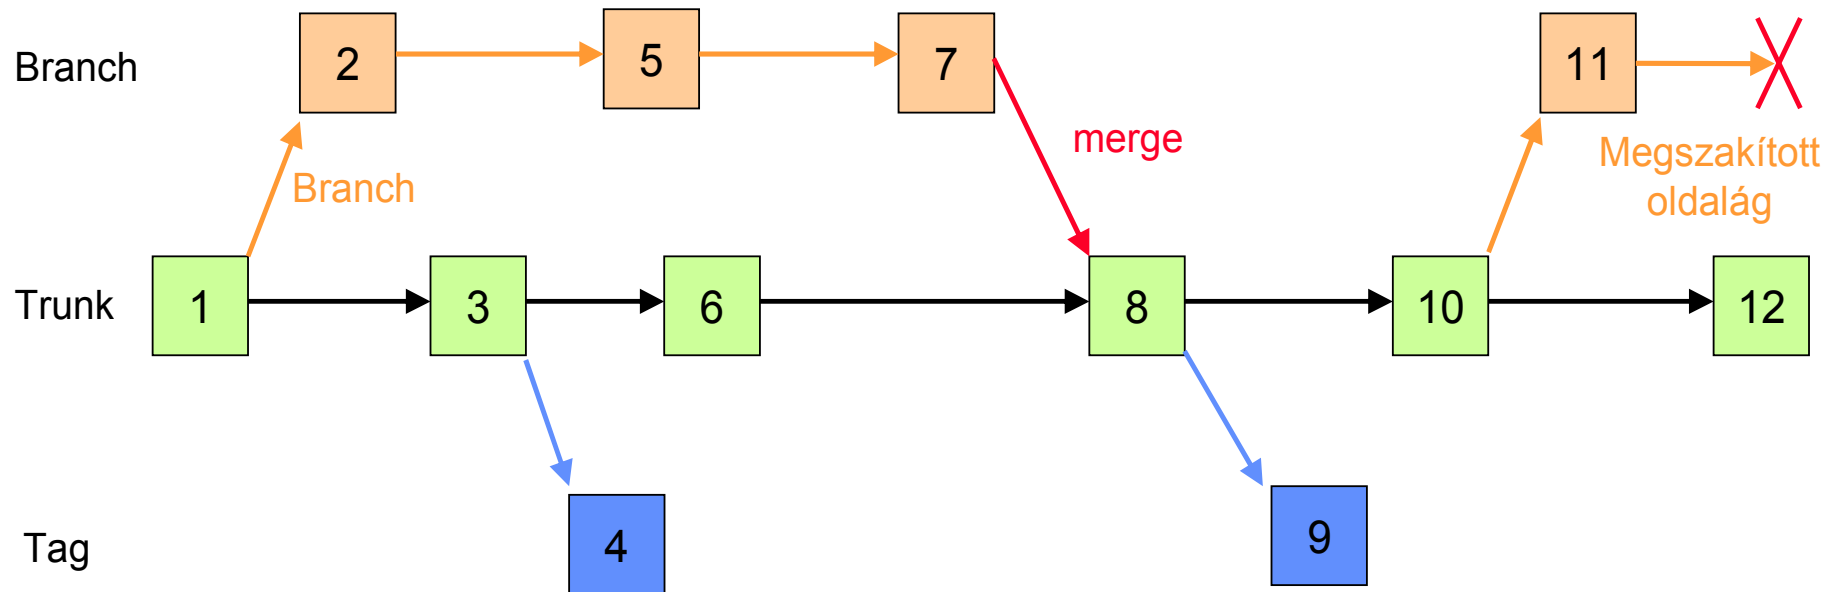 Branch
2
5
7
11
merge
Megszakított
oldalág
Branch
Trunk
1
3
6
8
10
12
Tag
4
9